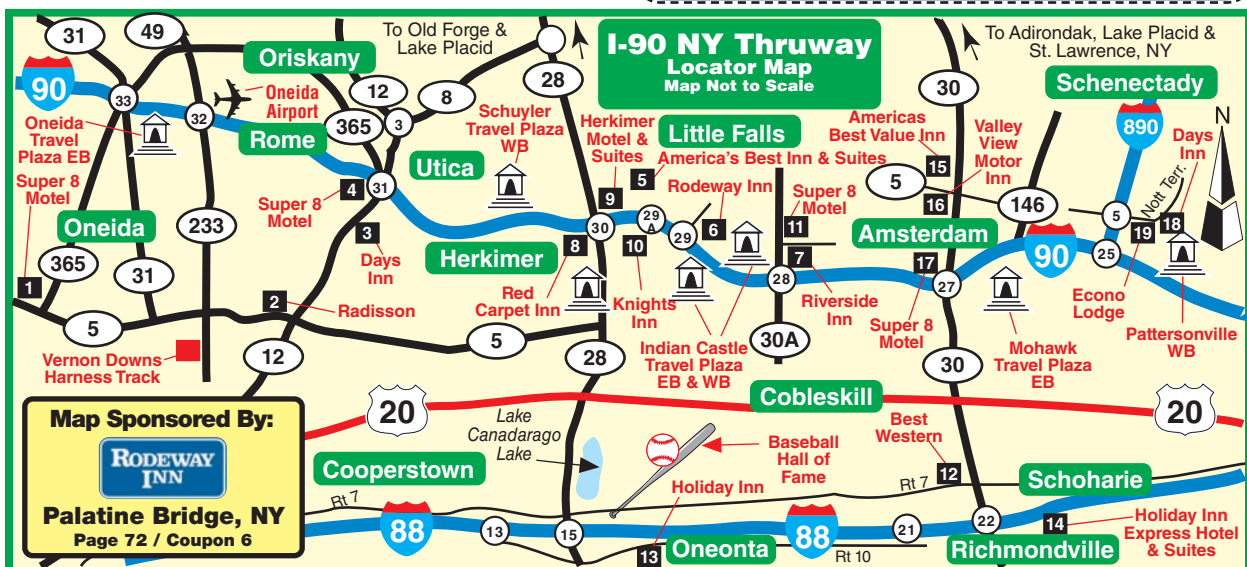 31
49
To Old Forge &
Lake Placid
Oriskany
12
8
28
I-90 NY Thruway
Locator Map
Map Not to Scale
30
To Adirondak, Lake Placid &
St. Lawrence, NY
Schenectady
90
33
32
Oneida
Airport
365
3
Schuyler
Travel Plaza
WB
Herkimer
Motel &
Suites
Little Falls
Americas
Best Value Inn
15
Valley
View
Motor
Inn
890
Days
Inn
N
Oneida
Travel
Plaza EB
Rome
Utica
5
America's Best Inn & Suites
Super 8
Motel
4
31
9
Rodeway Inn
11
Super 8
Motel
5
16
146
5
Nott Terr.
19
18
1
Oneida
233
3
Days
Inn
Herkimer
30
29
A
29
6
Amsterdam
90
25
365
31
8
10
7
17
28
27
2
Radisson
Red
Carpet Inn
Knights
Inn
Riverside
Inn
Super 8
Motel
Econo
Lodge
Pattersonville
WB
5
5
12
28
Indian Castle
Travel Plaza
EB & WB
30A
30
Mohawk
Travel Plaza
EB
Vernon Downs
Harness Track
20
Cobleskill
20
Map Sponsored By:
RODEWAY
INN
Palatine Bridge, NY
Page 72 / Coupon 6
Cooperstown
Lake
Canadarago
Lake
Baseball
Hall of
Fame
Best
Western
12
Schoharie
Rt 7
Holiday Inn
Rt 7
88
13
15
13
Oneonta
88
Rt 10
21
22
Richmondville
14
Holiday Inn
Express Hotel
& Suites